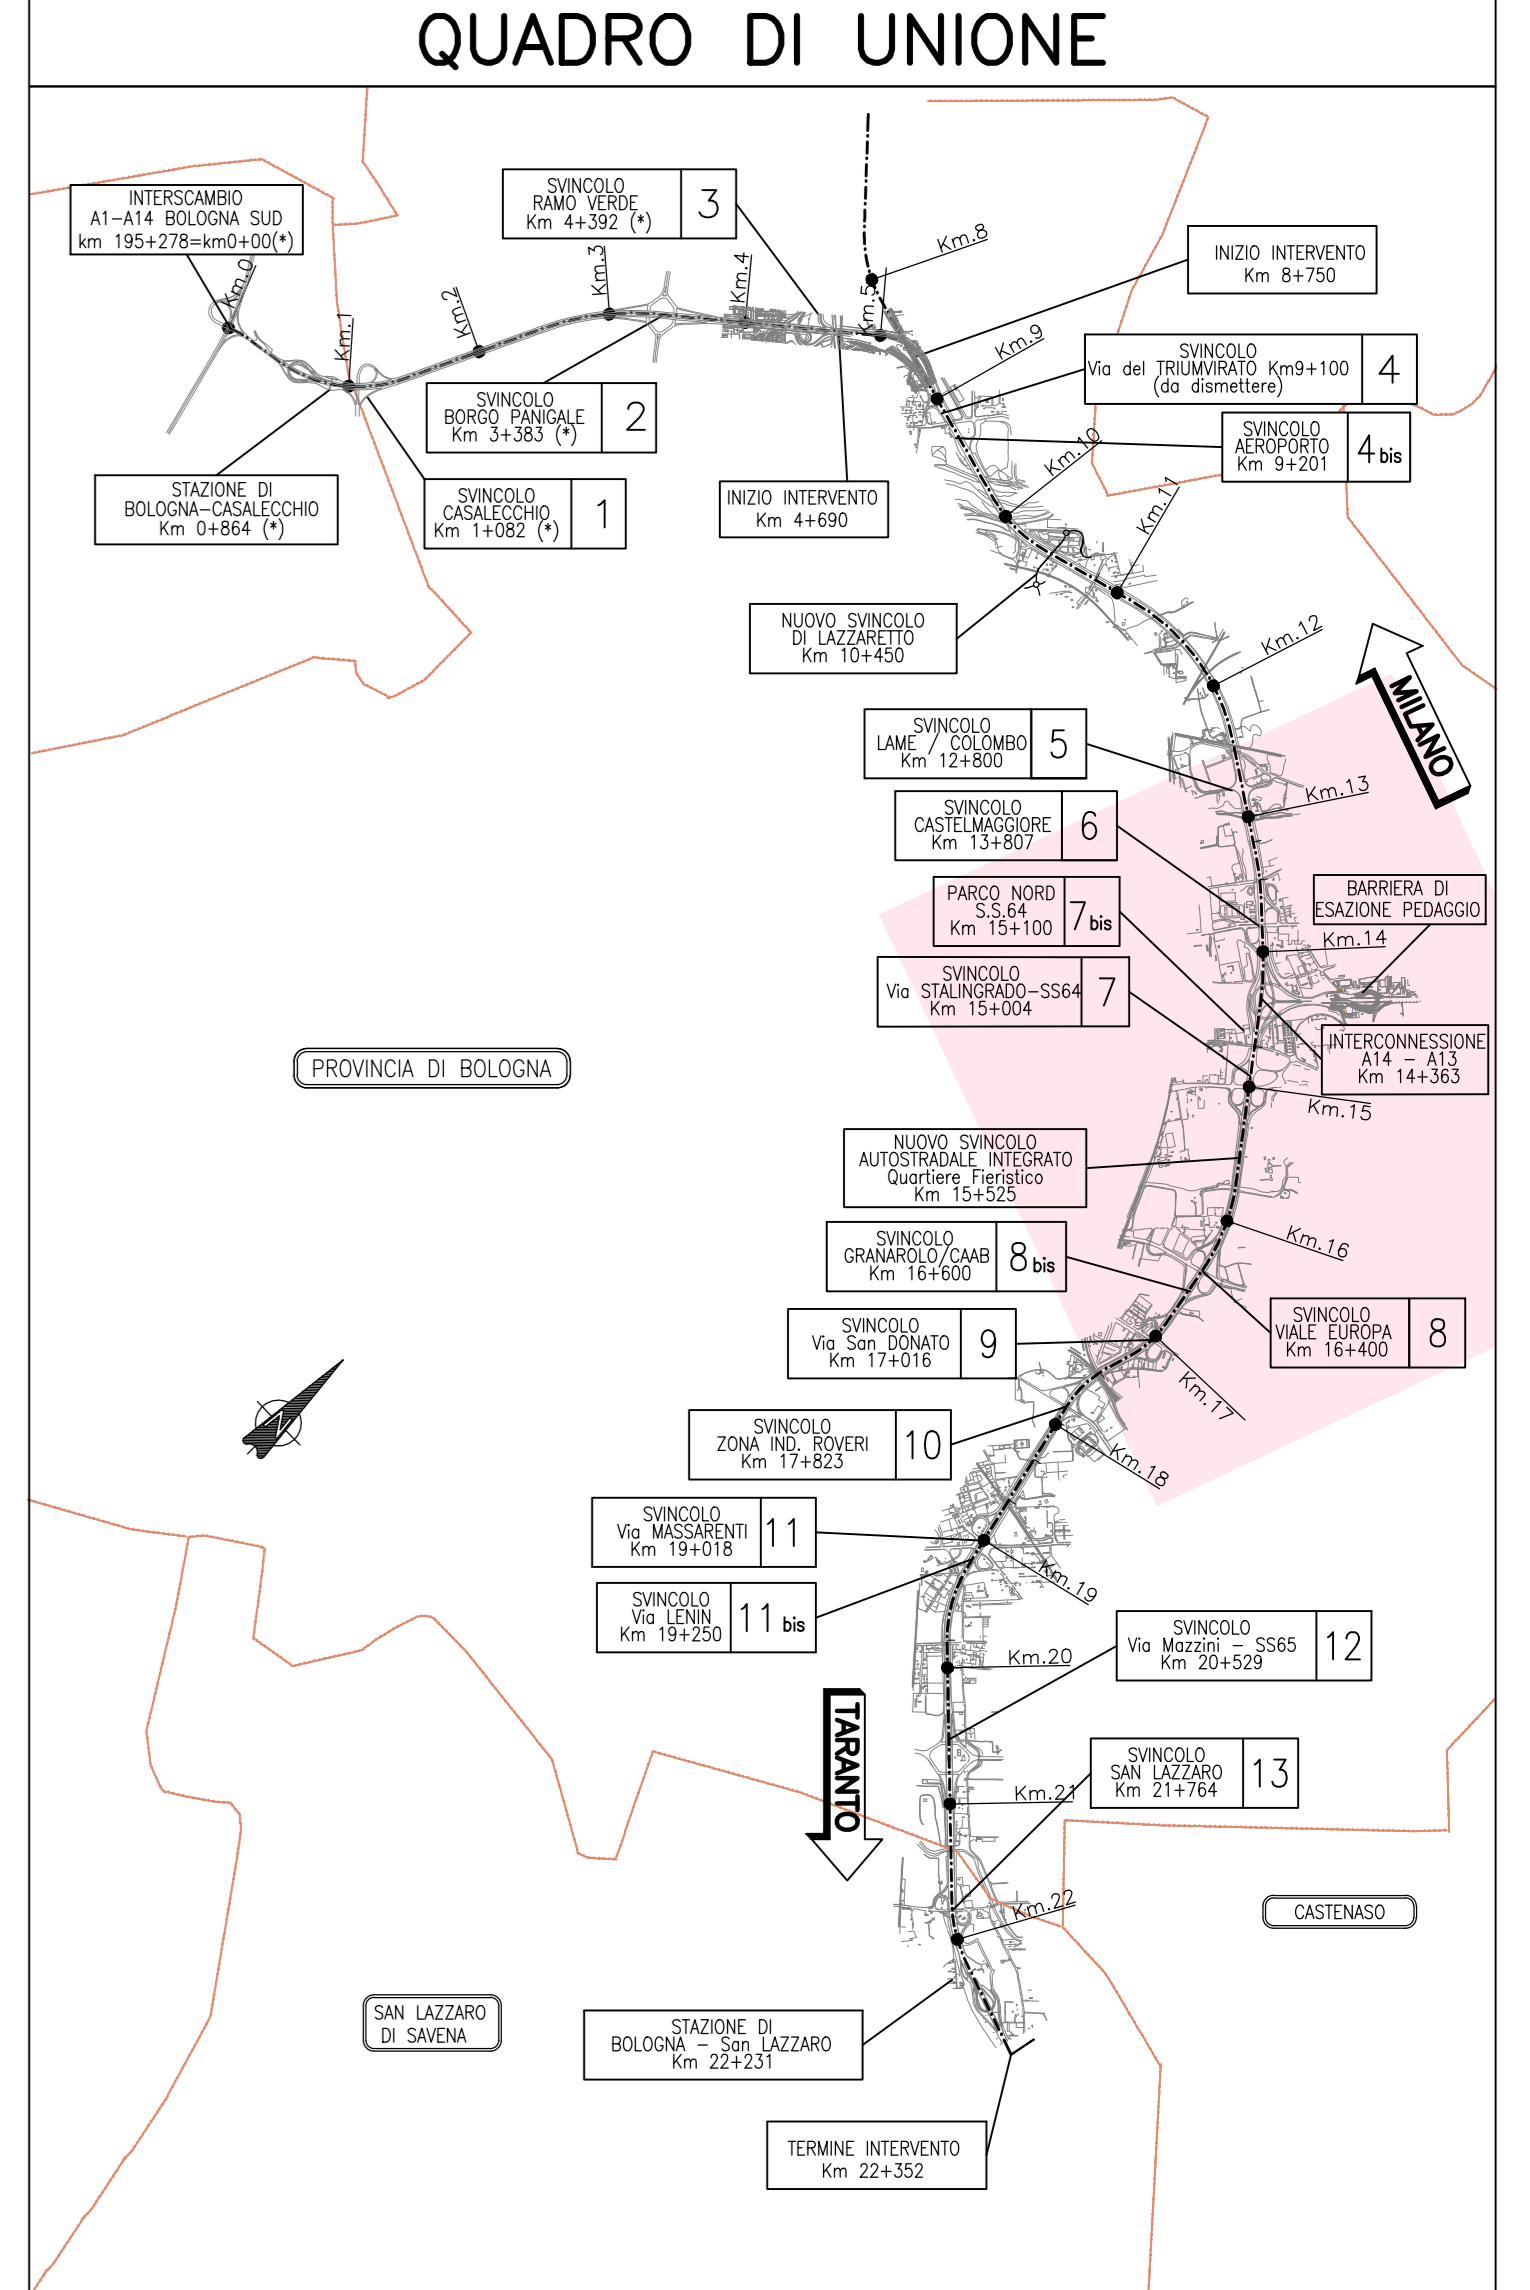 QUADRO DI UNIONE
INTERSCAMBIO
A1-A14 BOLOGNA SUD
km 195+278=km0+00(*)
SVINCOLO
RAMO VERDE
Km 4+392 (*)
3
Km.0
Km.1
Km.2
Km.3
Km.4
Km.5
Km.8
INIZIO INTERVENTO
Km 8+750
Km.9
SVINCOLO
Via del TRIUMVIRATO Km9+100
(da dismettere)
4
SVINCOLO
BORGO PANIGALE
Km 3+383 (*)
2
SVINCOLO
AEROPORTO
Km 9+201
4 bis
Km.10
STAZIONE DI
BOLOGNA-CASALECCHIO
Km 0+864 (*)
SVINCOLO
CASALECCHIO
Km 1+082 (*)
1
INIZIO INTERVENTO
Km 4+690
Km.11
NUOVO SVINCOLO
DI LAZZARETTO
Km 10+450
Km.12
MILANO
SVINCOLO
LAME / COLOMBO
Km 12+800
5
Km.13
SVINCOLO
CASTELMAGGIORE
Km 13+807
6
PARCO NORD
S.S.64
Km 15+100
7 bis
BARRIERA DI
ESAZIONE PEDAGGIO
Km.14
SVINCOLO
Via STALINGRADO-SS64
Km 15+004
7
INTERCONNESSIONE
A14 - A13
Km 14+363
PROVINCIA DI BOLOGNA
Km.15
NUOVO SVINCOLO
AUTOSTRADALE INTEGRATO
Quartiere Fieristico
Km 15+525
Km.16
SVINCOLO
GRANAROLO/CAAB
Km 16+600
8 bis
SVINCOLO
VIALE EUROPA
Km 16+400
8
SVINCOLO
Via San DONATO
Km 17+016
9
Km.17
SVINCOLO
ZONA IND. ROVERI
Km 17+823
10
Km.18
SVINCOLO
Via MASSARENTI
Km 19+018
11
Km.19
SVINCOLO
Via LENIN
Km 19+250
11 bis
SVINCOLO
Via Mazzini - SS65
Km 20+529
12
Km.20
TARANTO
SVINCOLO
SAN LAZZARO
Km 21+764
13
Km.21
Km.22
CASTENASO
SAN LAZZARO
DI SAVENA
STAZIONE DI
BOLOGNA - San LAZZARO
Km 22+231
TERMINE INTERVENTO
Km 22+352